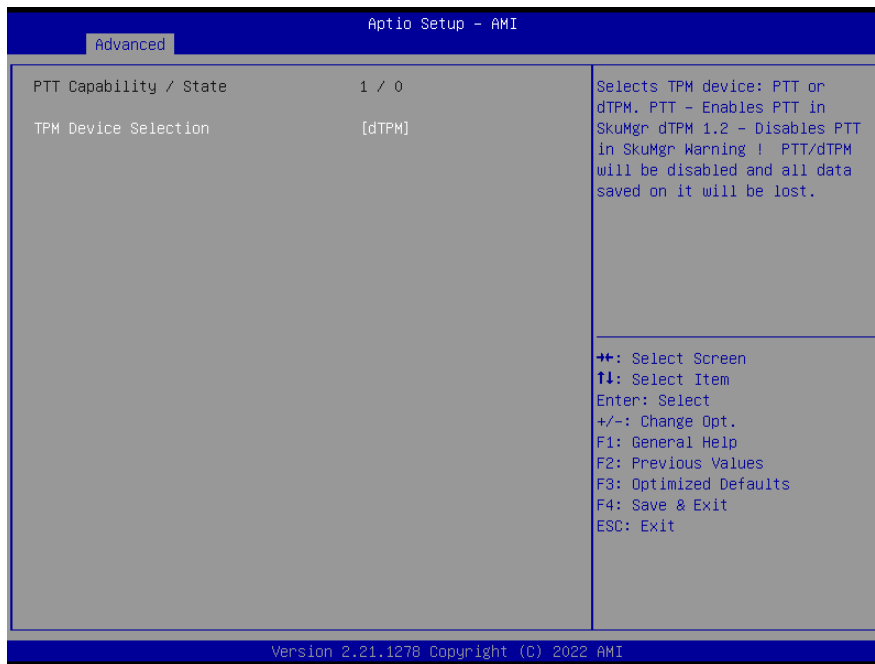 Aptio Setup – AMI
Advanced
PTT Capability / State 1 / 0
TPM Device Selection [dTPM]
Selects TPM device: PTT or
dTPM. PTT – Enables PTT in
SkuMgr dTPM 1.2 – Disables PTT
in SkuMgr Warning ! PTT/dTPM
will be disabled and all data
saved on it will be lost.
→←: Select Screen
↑↓: Select Item
Enter: Select
+/-: Change Opt.
F1: General Help
F2: Previous Values
F3: Optimized Defaults
F4: Save & Exit
ESC: Exit
Version 2.21.1278 Copyright (C) 2022 AMI